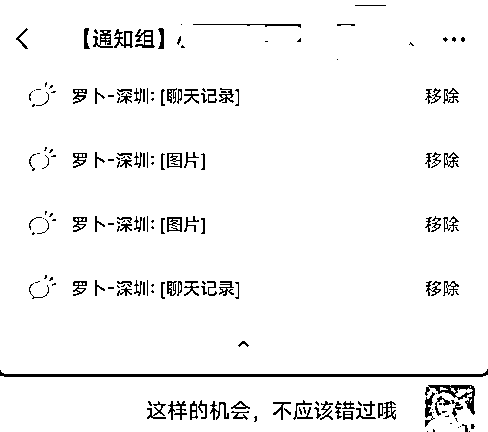 【通知组】
罗卜-深圳: [聊天记录] 移除
罗卜-深圳: [图片] 移除
罗卜-深圳: [图片] 移除
罗卜-深圳: [聊天记录] 移除
这样的机会，不应该错过哦